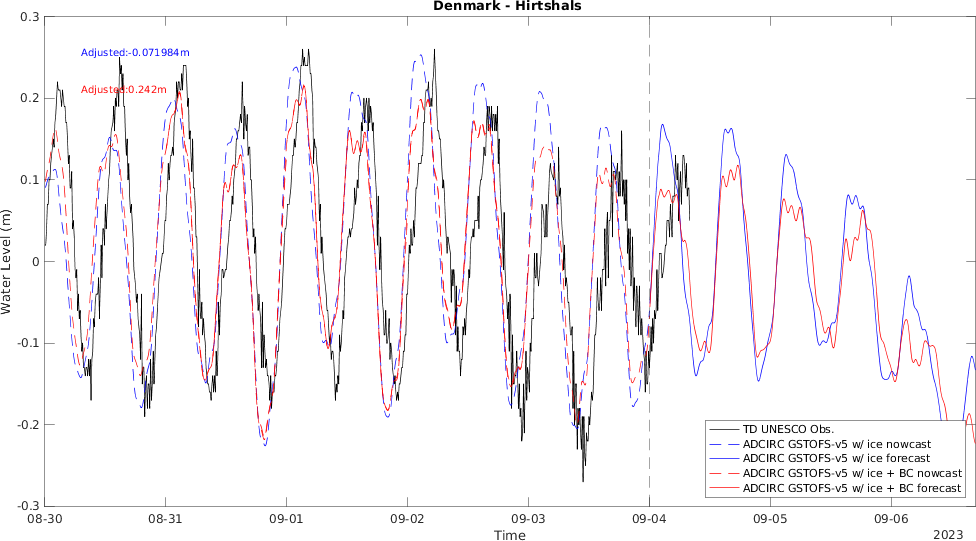 Denmark - Hirtshals
0.3
0.2
0.1
0
-0.1
-0.2
-0.3
Water Level (m)
Adjusted:-0.071984m
Adjusted:0.242m
TD UNESCO Obs.
ADCIRC GSTOFS-v5 w/ ice nowcast
ADCIRC GSTOFS-v5 w/ ice forecast
ADCIRC GSTOFS-v5 w/ ice + BC nowcast
ADCIRC GSTOFS-v5 w/ ice + BC forecast
08-30 08-31 09-01 09-02 09-03 09-04 09-05 09-06
Time
2023